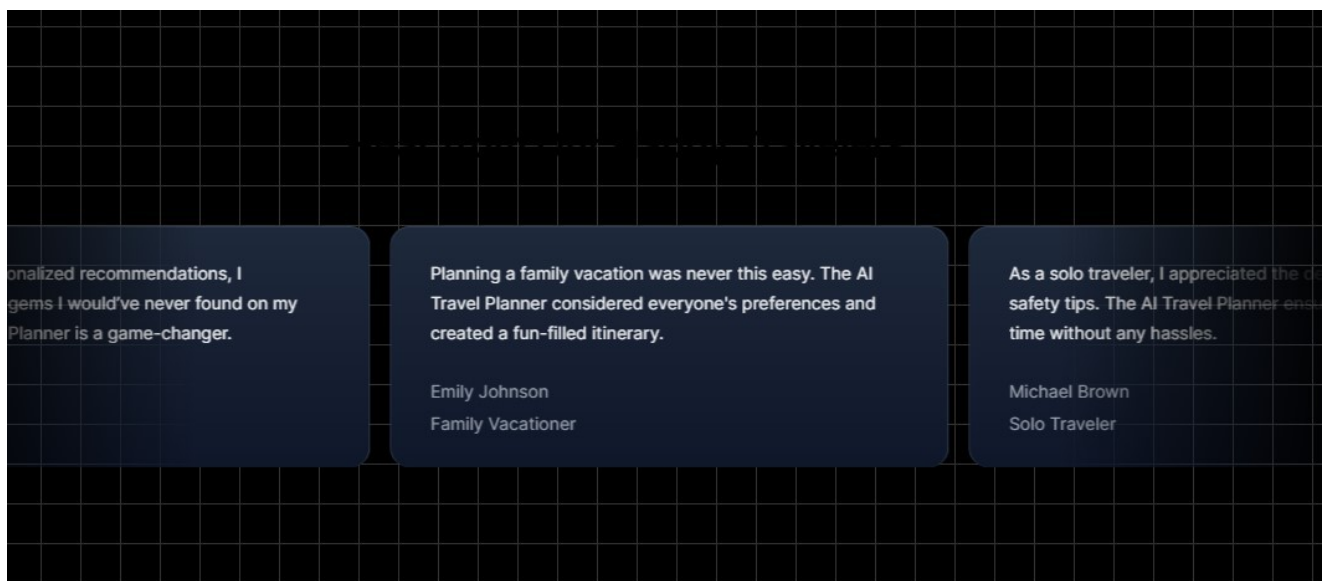 onalized recommendations, I
gems I would've never found on my
Planner is a game-changer.
Planning a family vacation was never this easy. The AI
Travel Planner considered everyone's preferences and
created a fun-filled itinerary.
Emily Johnson
Family Vacationer
As a solo traveler, I appreciated the
safety tips. The AI Travel Planner
time without any hassles.
Michael Brown
Solo Traveler